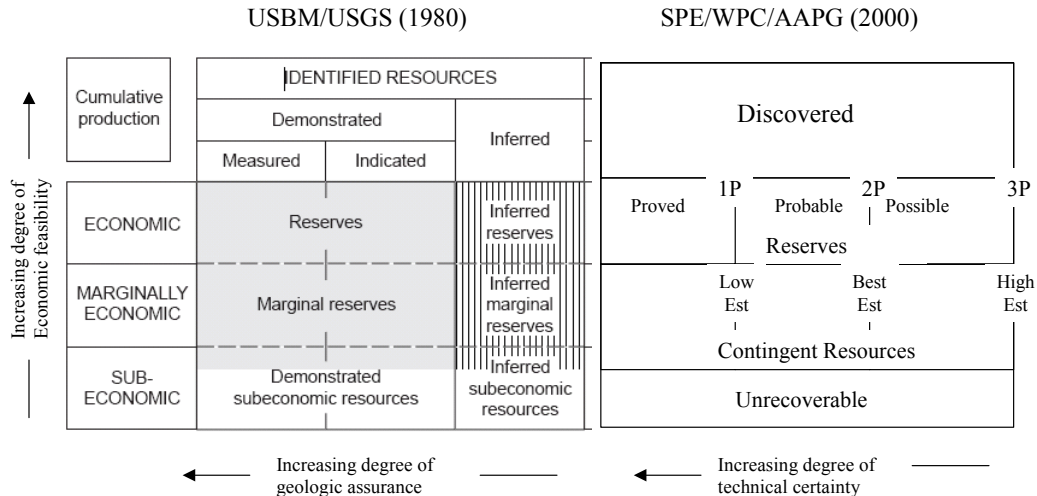 USBM/USGS (1980)
SPE/WPC/AAPG (2000)
Increasing degree of
Economic feasibility
Cumulative
production
IDENTIFIED RESOURCES
Demonstrated
Inferred
Measured
Indicated
ECONOMIC
Reserves
Inferred
reserves
MARGINALLY
ECONOMIC
Marginal reserves
Inferred
marginal
reserves
SUB-
ECONOMIC
Demonstrated
subeconomic resources
Inferred
subeconomic
resources
Increasing degree of
geologic assurance
Discovered
1P
2P
3P
Proved
Probable
Possible
Reserves
Low
Est
Best
Est
High
Est
Contingent Resources
Unrecoverable
Increasing degree of
technical certainty